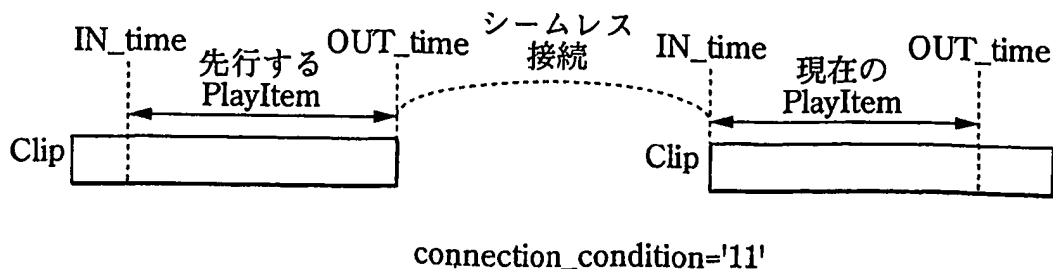 IN_time
先行する
PlayItem
OUT_time
シームレス
接続
IN_time
現在の
PlayItem
OUT_time
Clip
Clip
connection_condition='11'